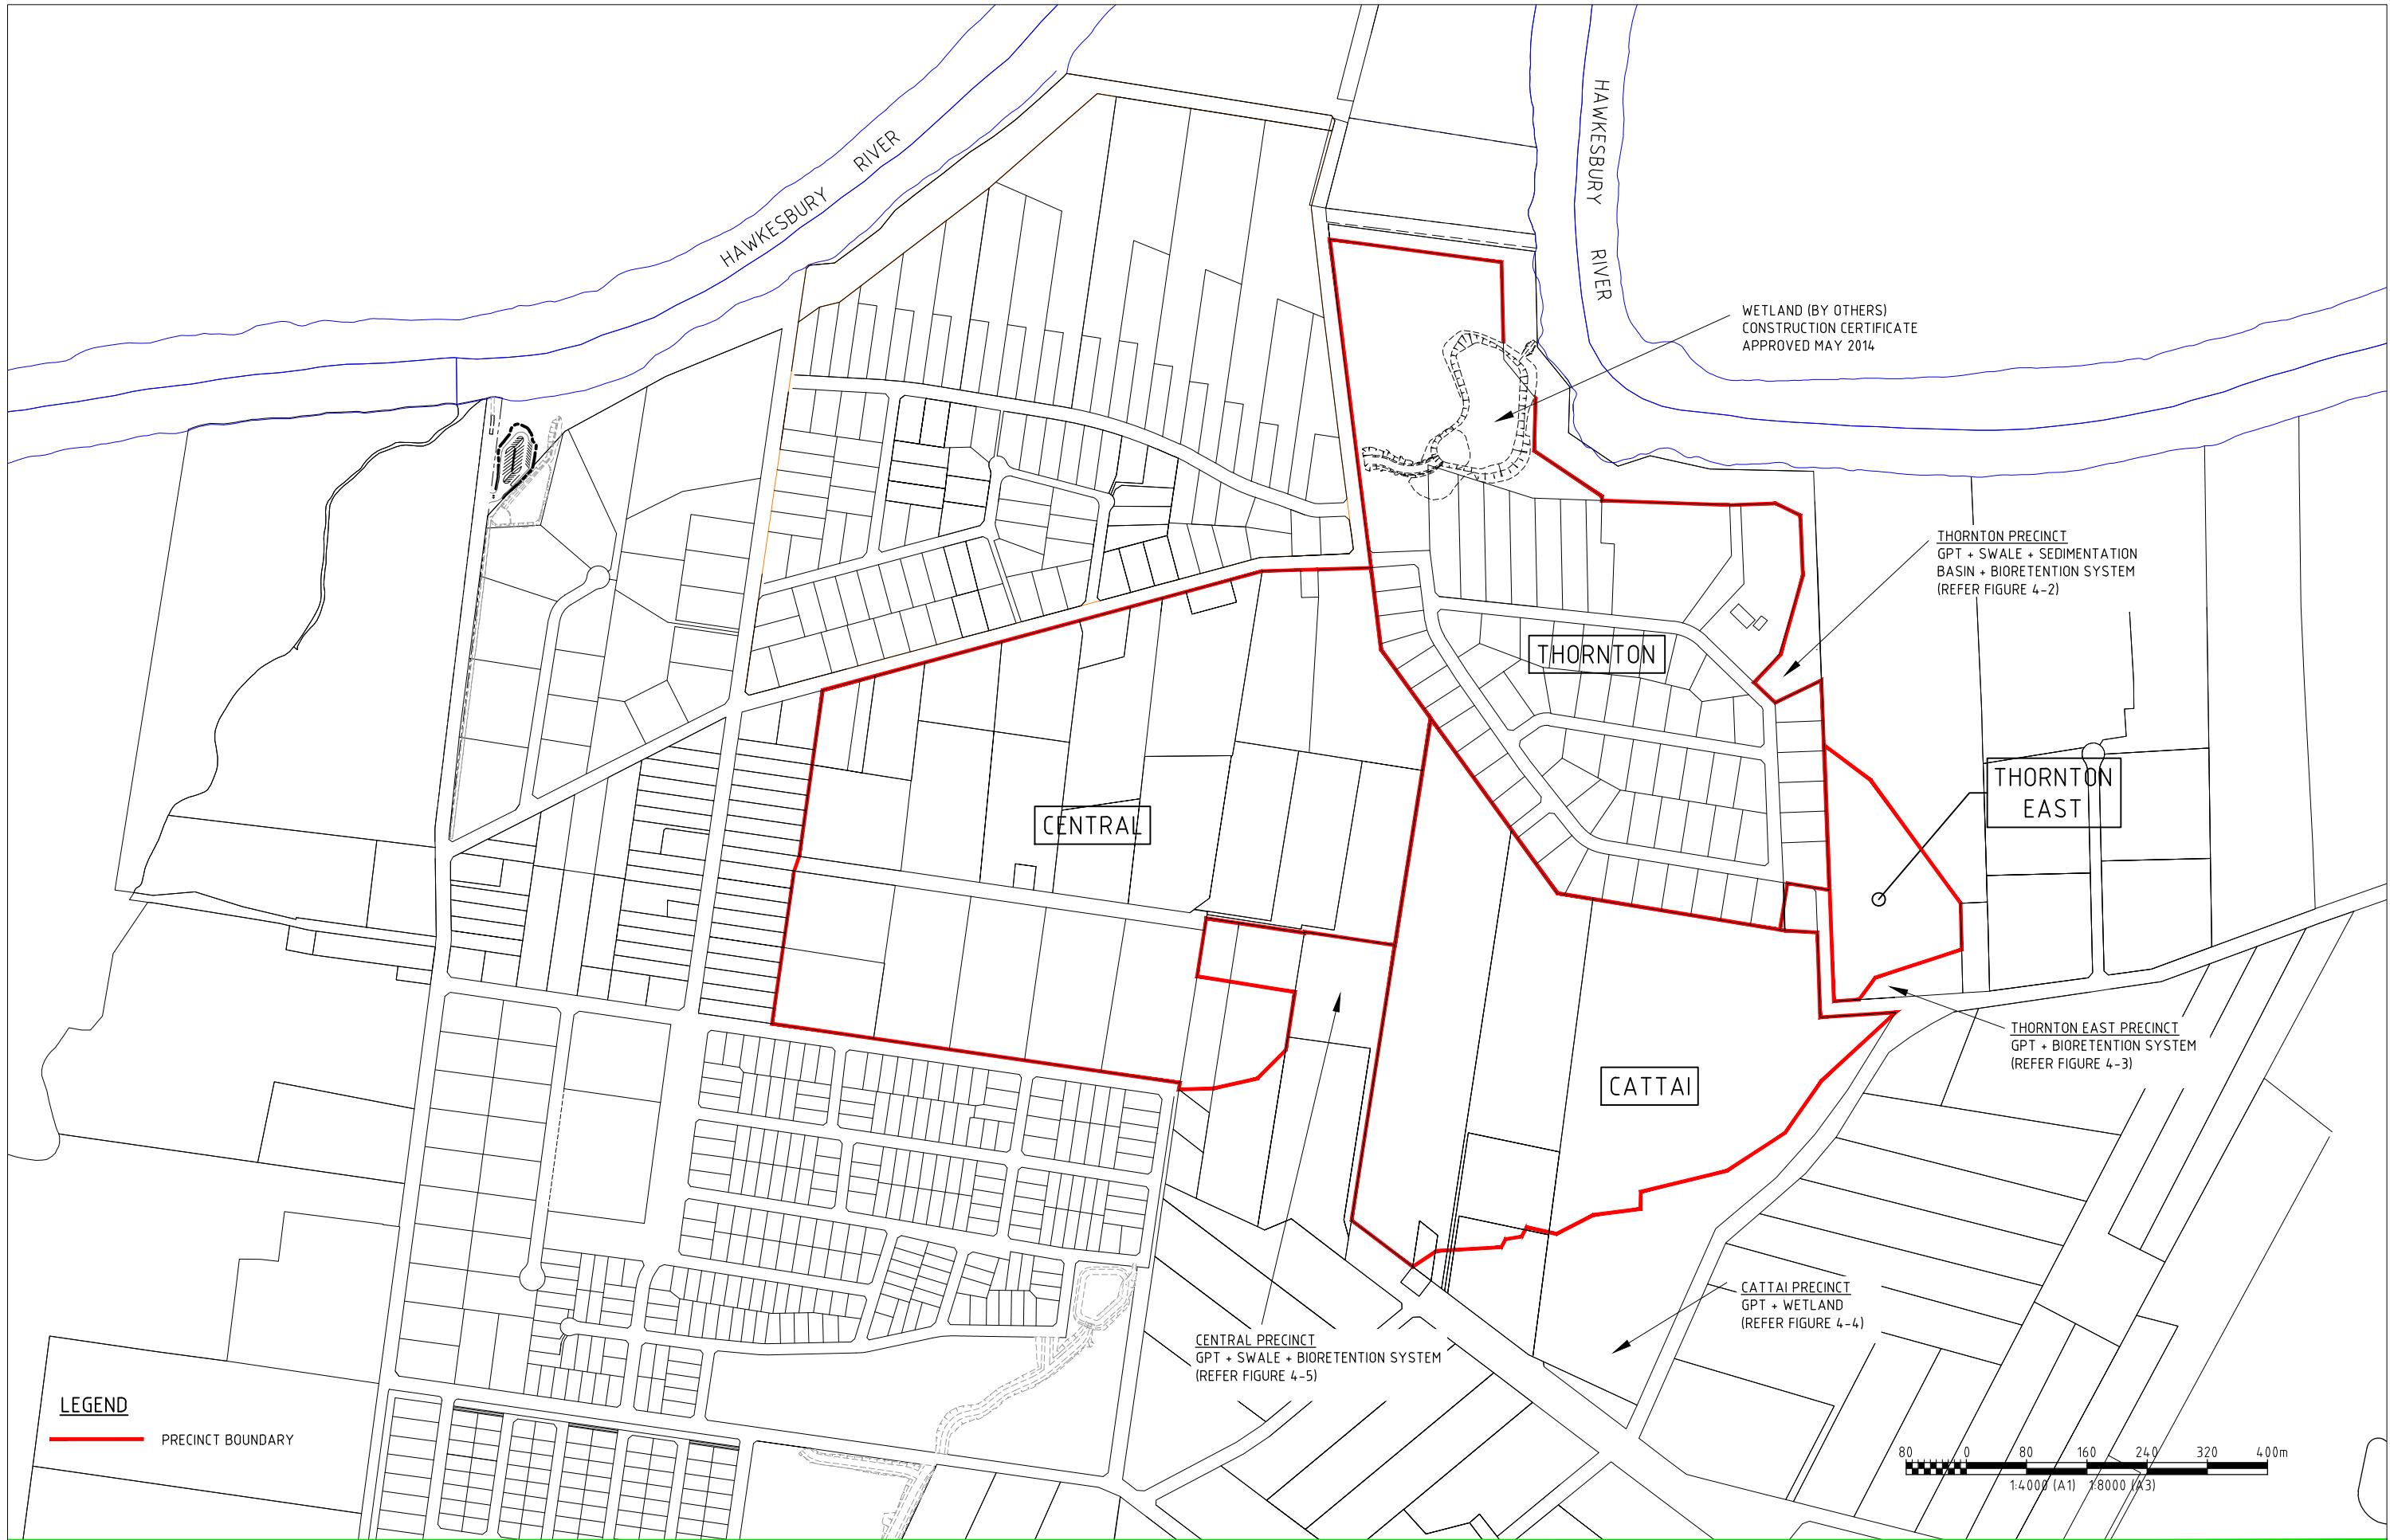 HAWKESBURY RIVER
HAWKESBURY RIVER
WETLAND (BY OTHERS)
CONSTRUCTION CERTIFICATE
APPROVED MAY 2014
THORNTON PRECINCT
GPT + SWALE + SEDIMENTATION
BASIN + BIORETENTION SYSTEM
(REFER FIGURE 4-2)
THORNTON
THORNTON
EAST
CENTRAL
THORNTON EAST PRECINCT
GPT + BIORETENTION SYSTEM
(REFER FIGURE 4-3)
CATTAI
CATTAI PRECINCT
GPT + WETLAND
(REFER FIGURE 4-4)
CENTRAL PRECINCT
GPT + SWALE + BIORETENTION SYSTEM
(REFER FIGURE 4-5)
LEGEND
PRECINCT BOUNDARY
80 0 80 160 240 320 400m
1:4000 (A1) 1:8000 (A3)